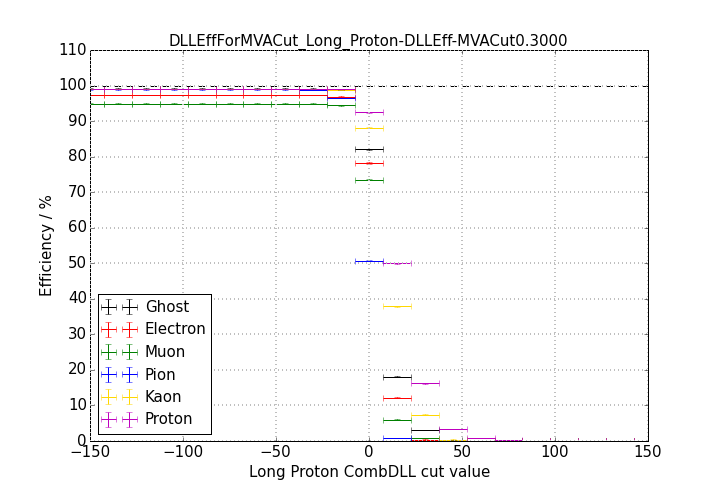 DLLEffForMVACut_Long_Proton-DLLEff-MVACut0.3000
110
100
90
80
70
60
50
40
30
20
10
0
Efficiency / %
Ghost
Electron
Muon
Pion
Kaon
Proton
−150 −100 −50 0 50 100 150
Long Proton CombDLL cut value